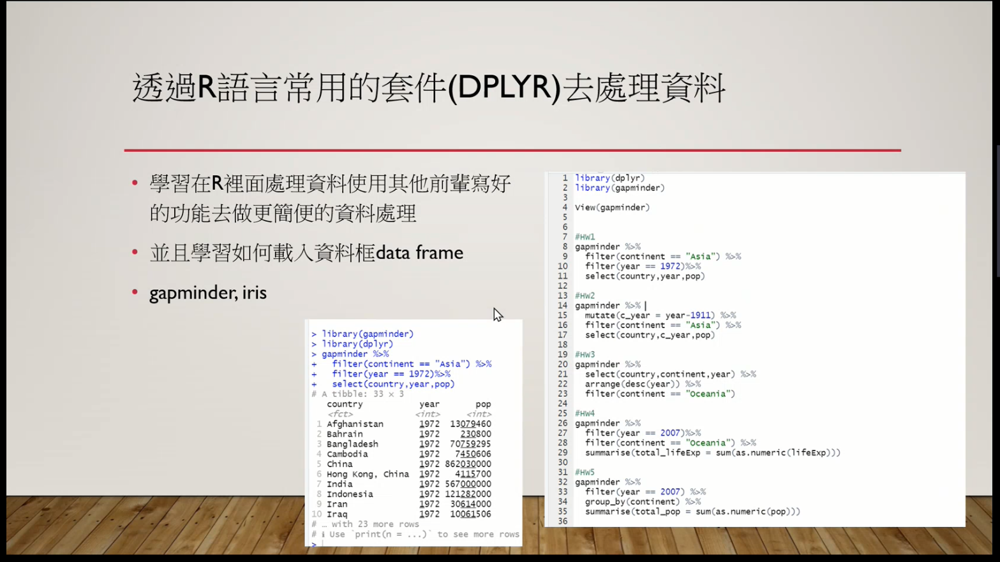 透過R語言常用的套件(DPLYR)去處理資料
• 學習在R裡面處理資料使用其他前輩寫好
的功能去做更簡便的資料處理
• 並且學習如何載入資料框data frame
• gapminder, iris
> library(gapminder)
> library(dplyr)
> gapminder %>%
+   filter(continent == "Asia") %>%
+   filter(year == 1972)%>%
+   select(country,year,pop)
# A tibble: 33 × 3
country year pop
<fct> <int> <int>
1 Afghanistan 1972 13079460
2 Bahrain 1972 230800
3 Bangladesh 1972 70759295
4 Cambodia 1972 7450606
5 China 1972 862030000
6 Hong Kong, China 1972 4115700
7 India 1972 567000000
8 Indonesia 1972 121282000
9 Iran 1972 30614000
10 Iraq 1972 10061506
# … with 23 more rows
# ℹ Use `print(n = ...)` to see more rows
>
1 library(dplyr)
2 library(gapminder)
3
4 View(gapminder)
5
6
7 #HW1
8 gapminder %>%
9   filter(continent == "Asia") %>%
10   filter(year == 1972)%>%
11   select(country,year,pop)
12
13 #HW2
14 gapminder %>%
15   mutate(c_year = year-1911) %>%
16   filter(continent == "Asia") %>%
17   select(country,c_year,pop)
18
19 #HW3
20 gapminder %>%
21   select(country,continent,year) %>%
22   arrange(desc(year)) %>%
23   filter(continent == "Oceania")
24
25 #HW4
26 gapminder %>%
27   filter(year == 2007)%>%
28   filter(continent == "Oceania") %>%
29   summarise(total_lifeExp = sum(as.numeric(lifeExp)))
30
31 #HW5
32 gapminder %>%
33   filter(year == 2007) %>%
34   group_by(continent) %>%
35   summarise(total_pop = sum(as.numeric(pop)))
36